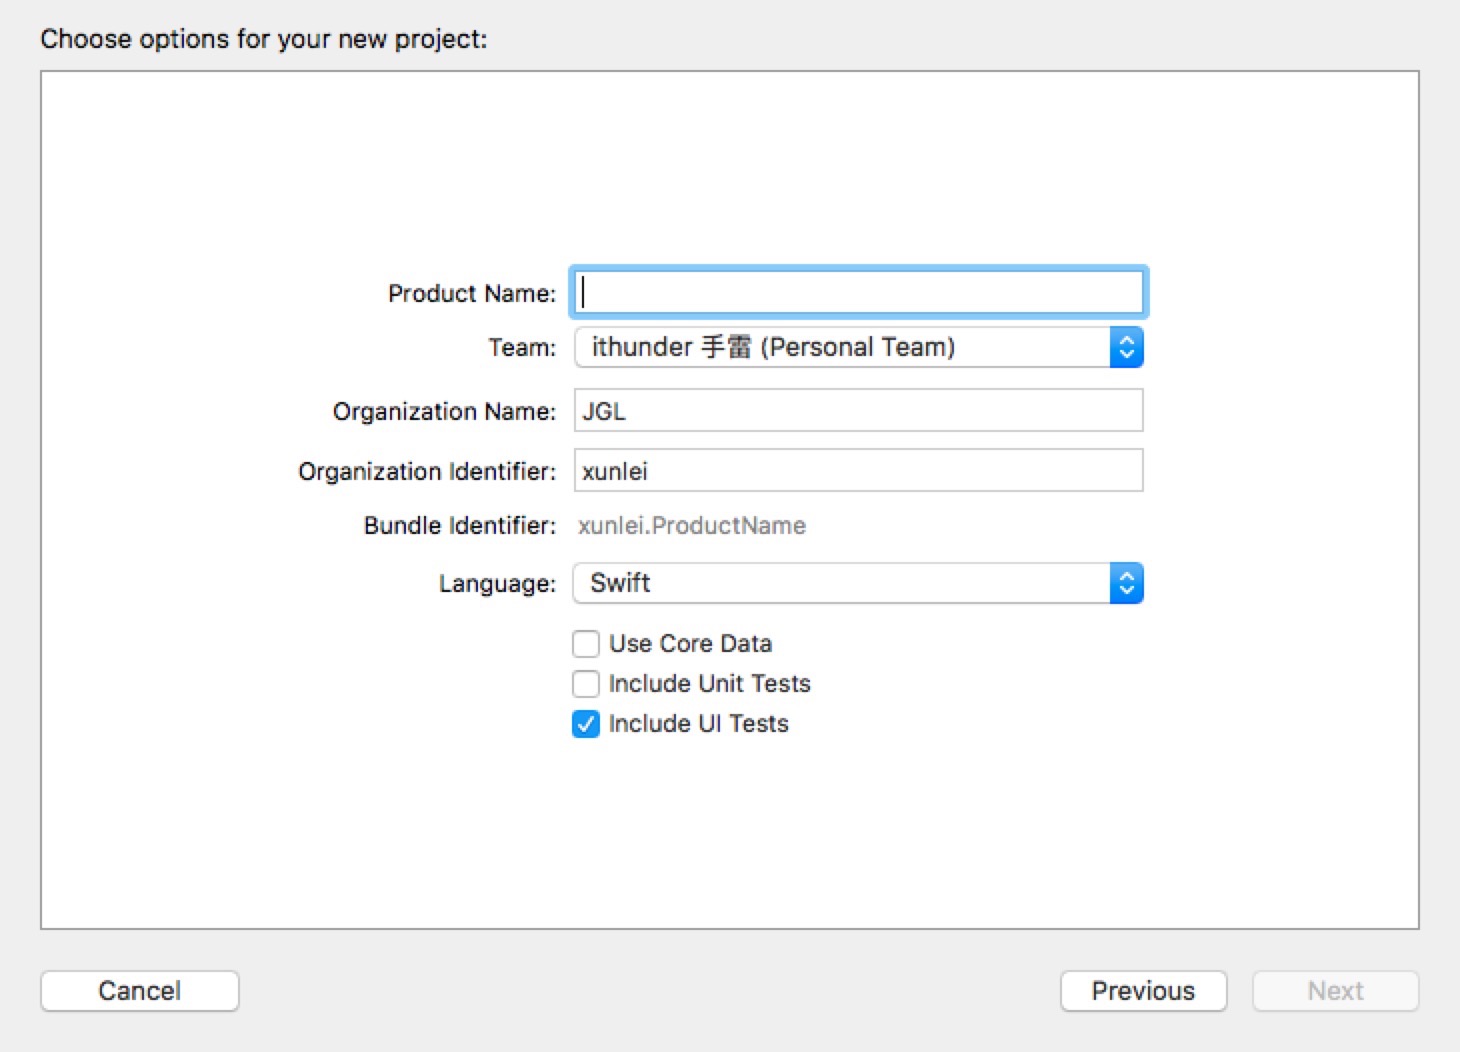 Choose options for your new project:
Product Name:
Team: ithunder 手雷 (Personal Team)
Organization Name: JGL
Organization Identifier: xunlei
Bundle Identifier: xunlei.ProductName
Language: Swift
Use Core Data
Include Unit Tests
Include UI Tests
Cancel Previous Next